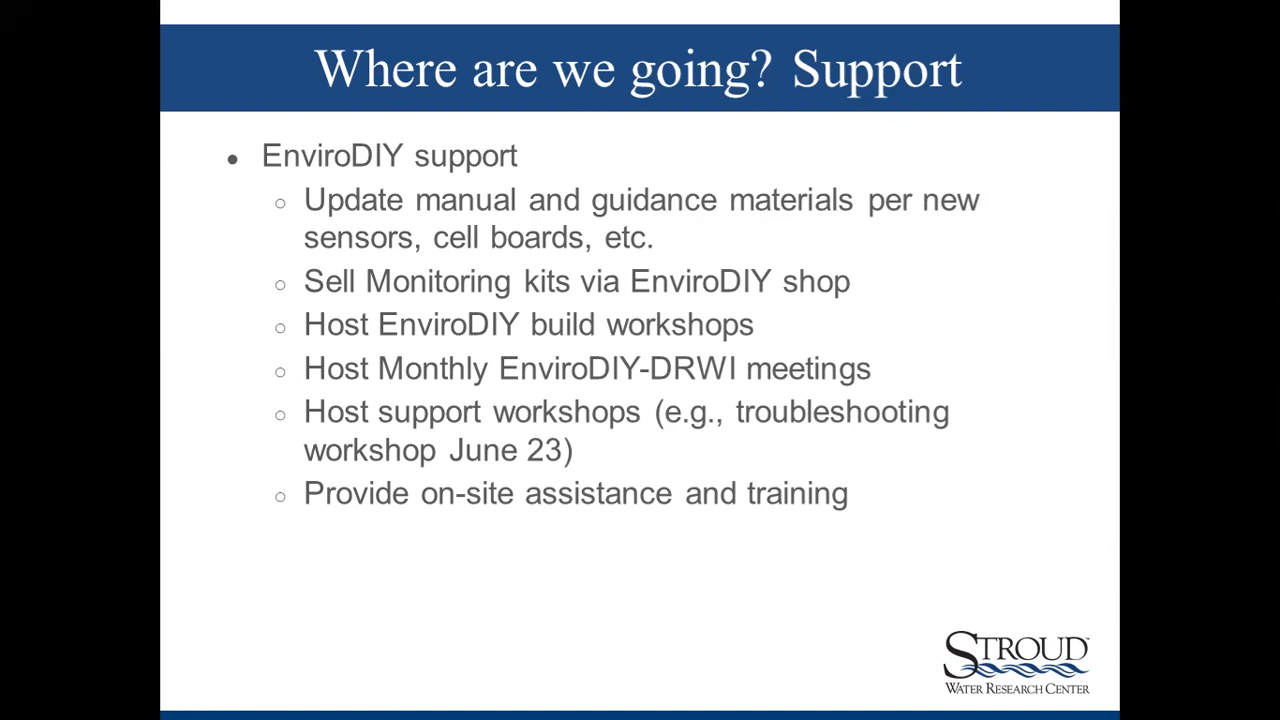 Where are we going? Support
● EnviroDIY support
○ Update manual and guidance materials per new
sensors, cell boards, etc.
○ Sell Monitoring kits via EnviroDIY shop
○ Host EnviroDIY build workshops
○ Host Monthly EnviroDIY-DRWI meetings
○ Host support workshops (e.g., troubleshooting
workshop June 23)
○ Provide on-site assistance and training
STROUD™
WATER RESEARCH CENTER